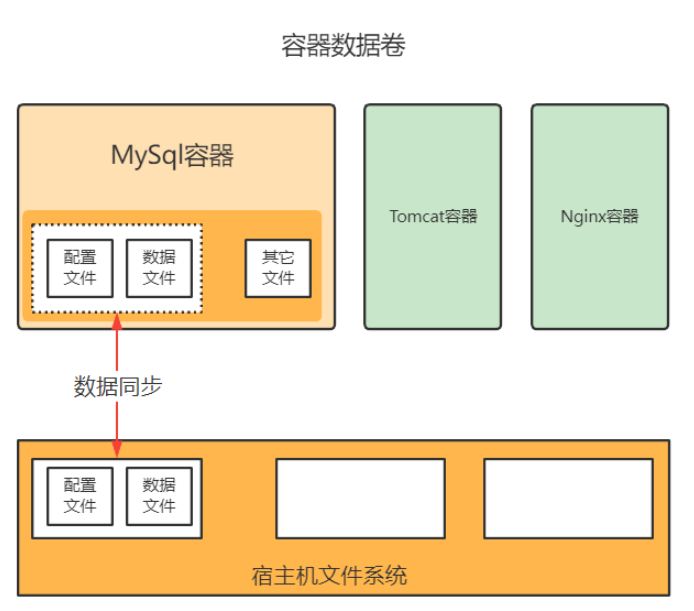 容器数据卷
MySql容器
Tomcat容器
Nginx容器
配置
文件
数据
文件
其它
文件
数据同步
配置
文件
数据
文件
宿主机文件系统